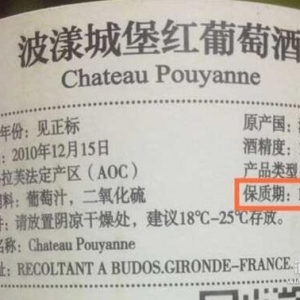 波漾城堡红葡萄酒
Chateau Pouyanne
年份：见正标 原产国：
：2010年12月15日 酒精度：
拉芙法定产区（AOC） 产品类型
料：葡萄汁，二氧化硫 保质期：
：请放置阴凉干燥处，建议18℃-25℃存放。
名：Chateau Pouyanne
：RECOLTANT A BUDOS.GIRONDE-FRANCE.